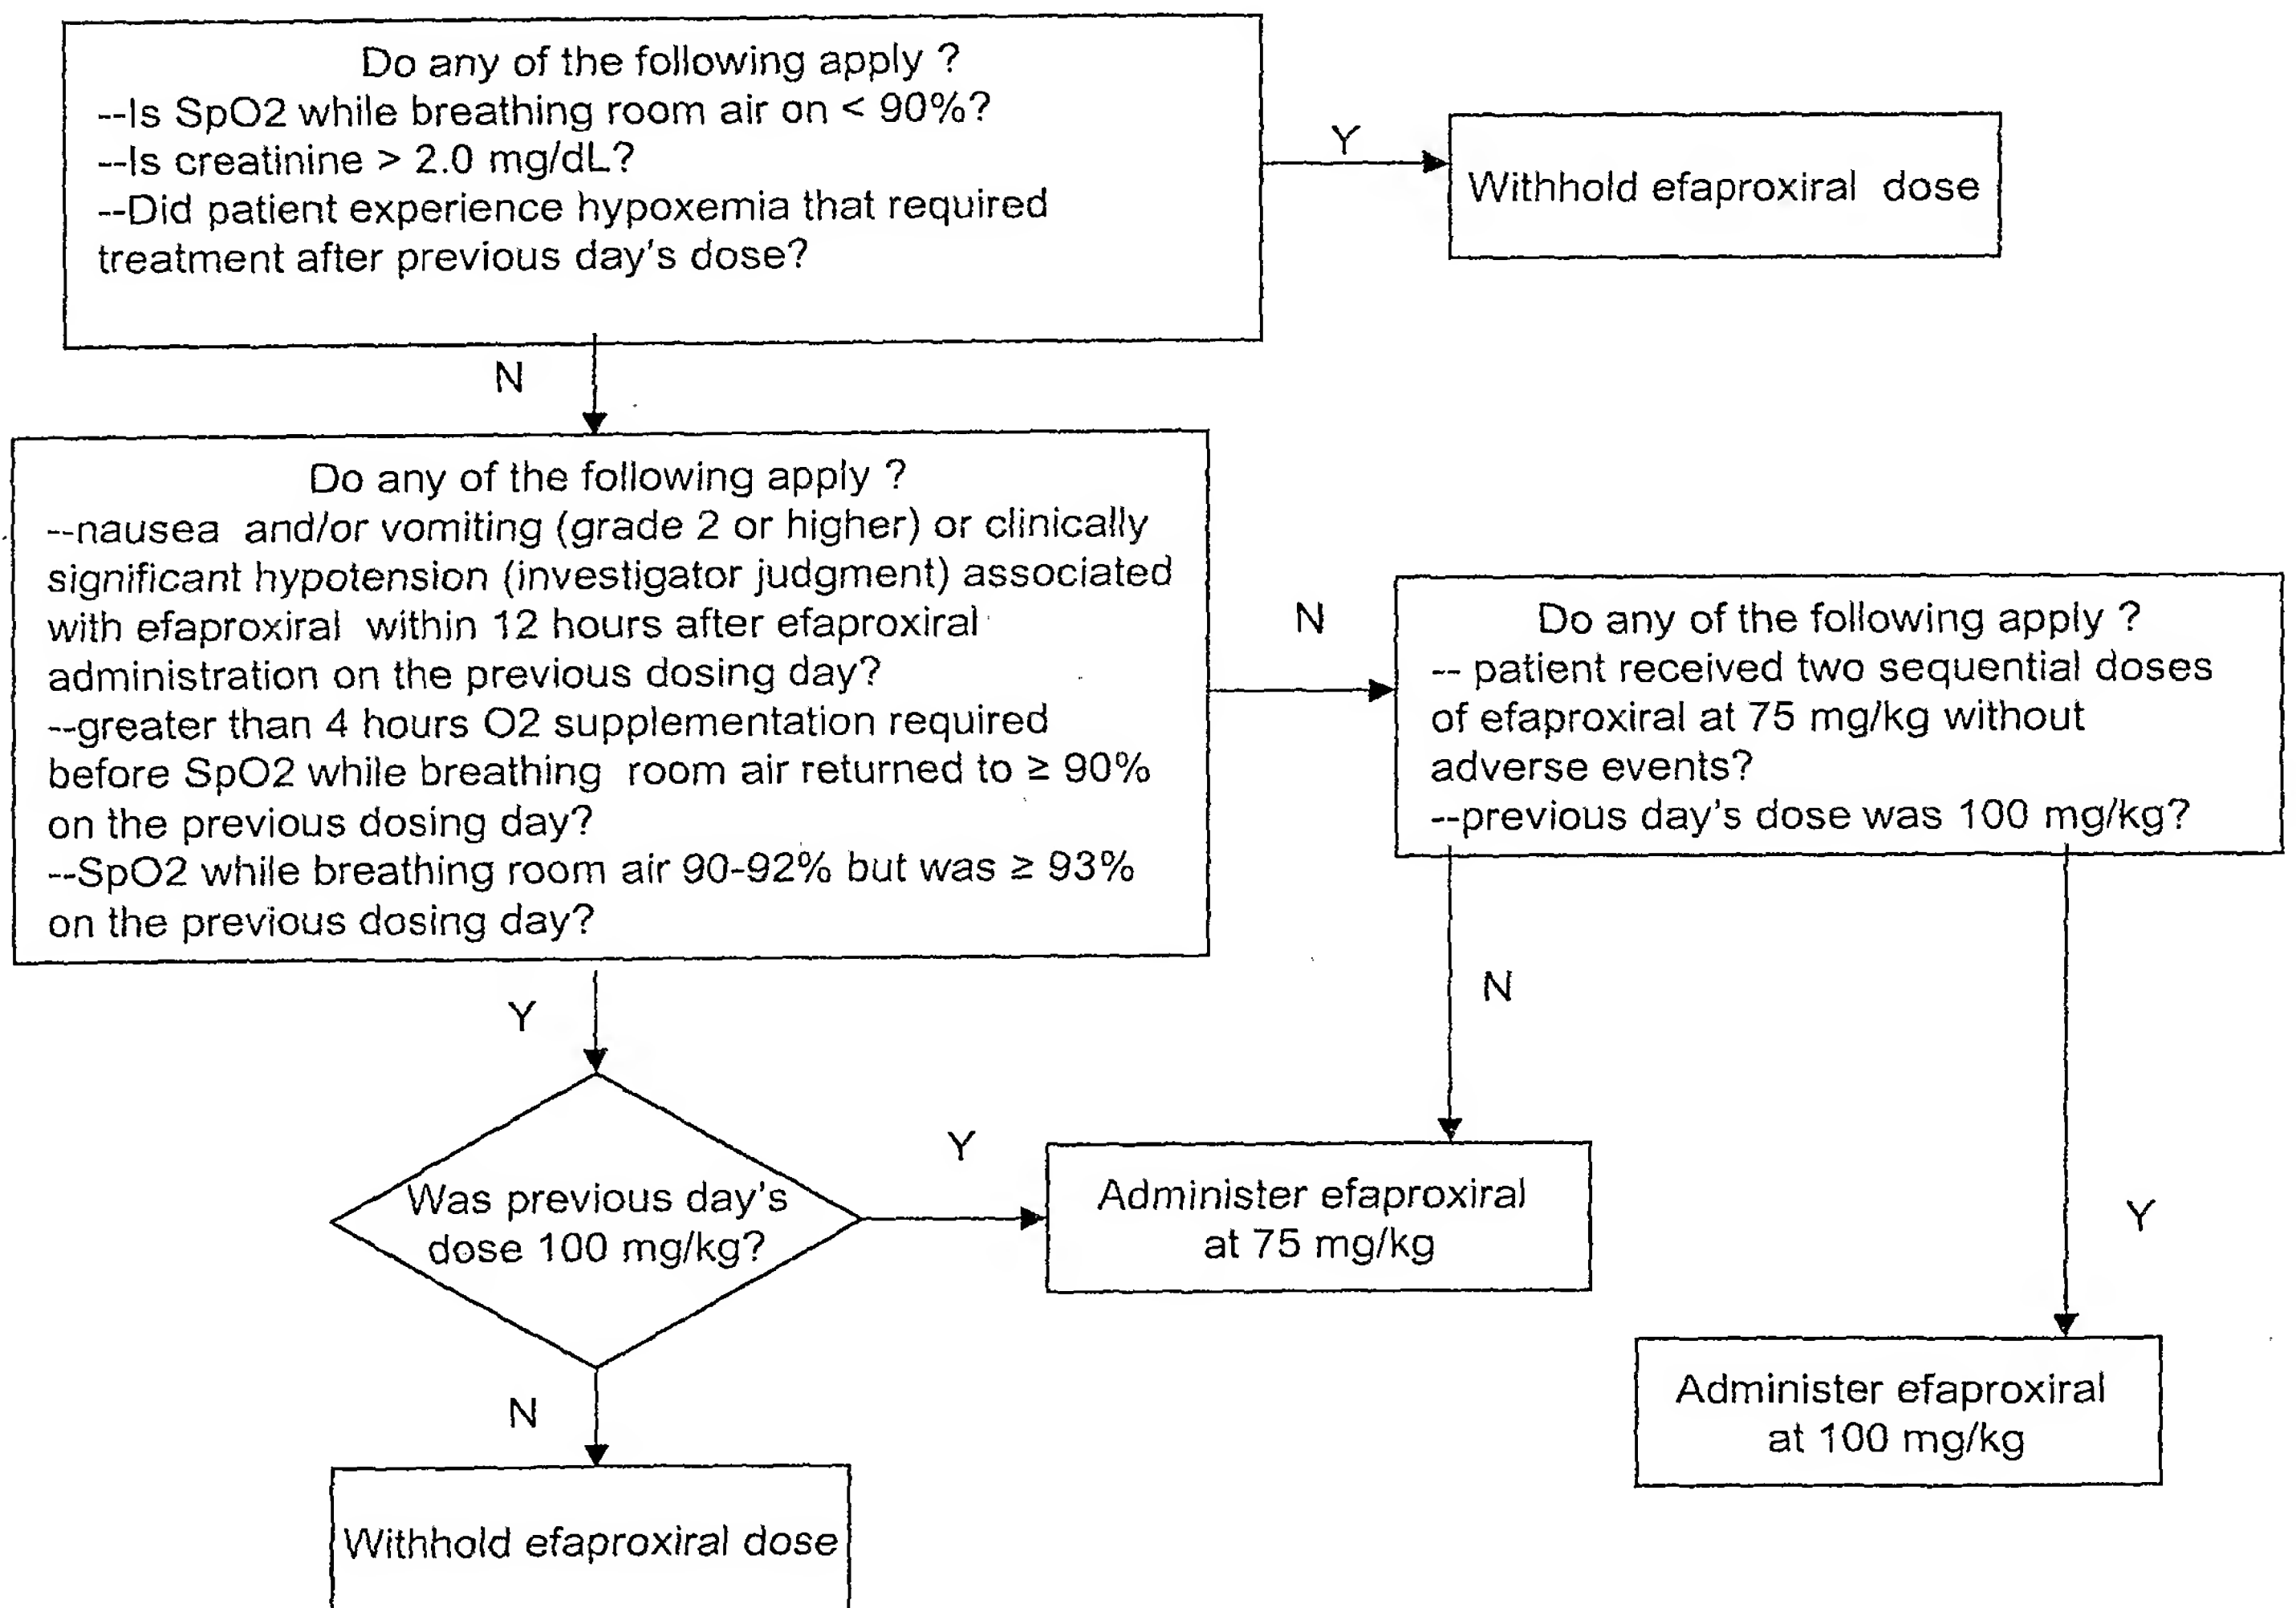 Do any of the following apply ?
--Is SpO2 while breathing room air on < 90%?
--Is creatinine > 2.0 mg/dL?
--Did patient experience hypoxemia that required
treatment after previous day's dose?
Y
Withhold efaproxiral dose
N
Do any of the following apply ?
--nausea and/or vomiting (grade 2 or higher) or clinically
significant hypotension (investigator judgment) associated
with efaproxiral within 12 hours after efaproxiral
administration on the previous dosing day?
--greater than 4 hours O2 supplementation required
before SpO2 while breathing room air returned to ≥ 90%
on the previous dosing day?
--SpO2 while breathing room air 90-92% but was ≥ 93%
on the previous dosing day?
N
Do any of the following apply ?
-- patient received two sequential doses
of efaproxiral at 75 mg/kg without
adverse events?
--previous day's dose was 100 mg/kg?
Y
N
Was previous day's
dose 100 mg/kg?
Y
Administer efaproxiral
at 75 mg/kg
Y
Administer efaproxiral
at 100 mg/kg
N
Withhold efaproxiral dose